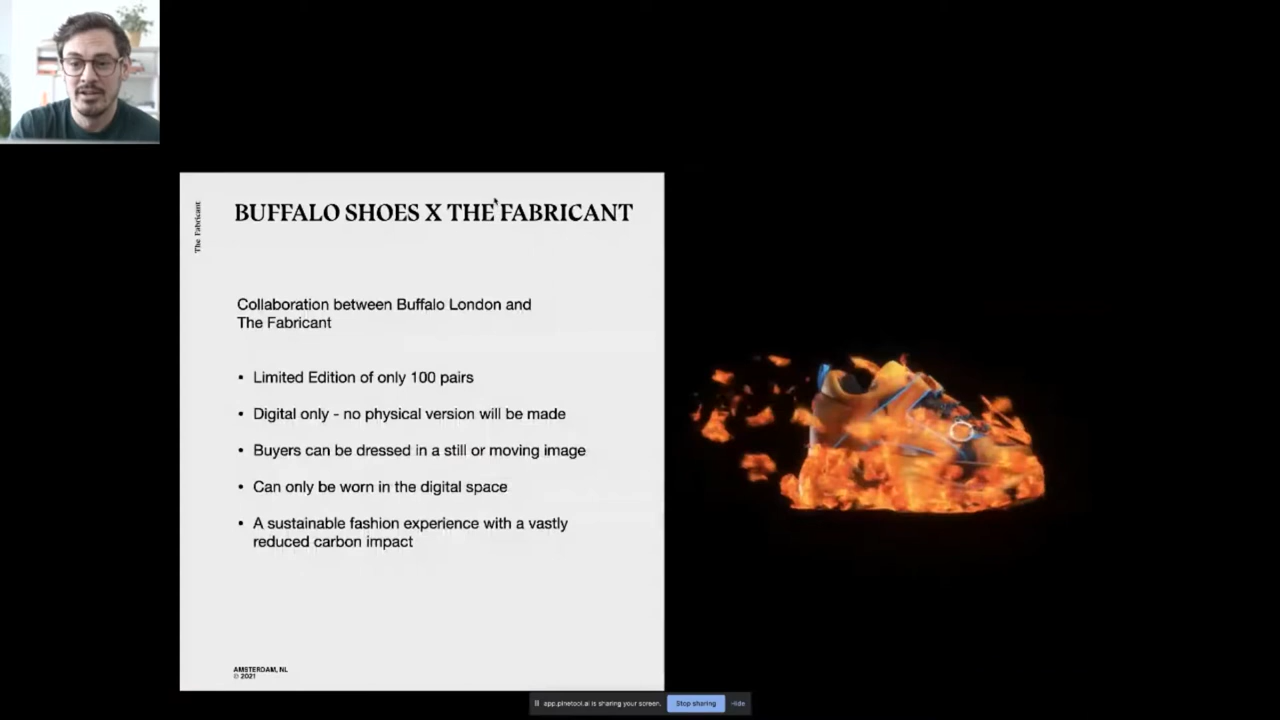 The Fabricant
BUFFALO SHOES X THE FABRICANT
Collaboration between Buffalo London and
The Fabricant
• Limited Edition of only 100 pairs
• Digital only - no physical version will be made
• Buyers can be dressed in a still or moving image
• Can only be worn in the digital space
• A sustainable fashion experience with a vastly
reduced carbon impact
AMSTERDAM, NL
© 2021
app.pinetool.ai is sharing your screen.
Stop sharing
Hide